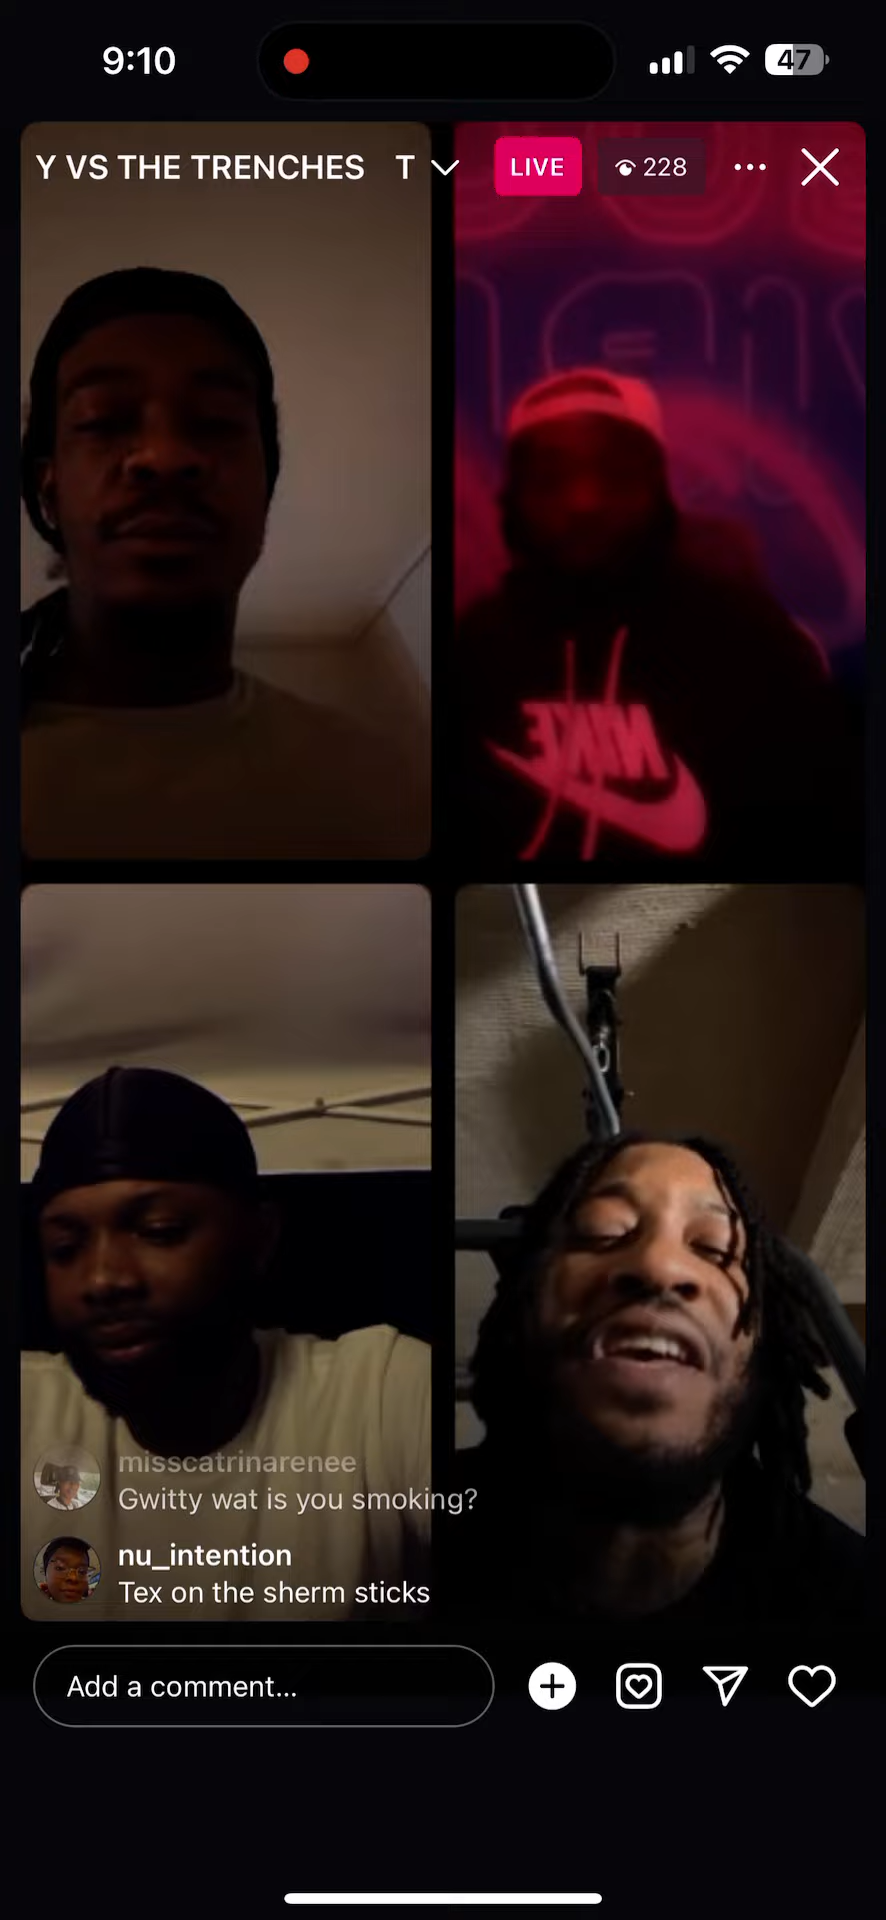 9:10
47
Y VS THE TRENCHES T
LIVE
228
NIKE
misscatrinarenee
Gwitty wat is you smoking?
nu_intention
Tex on the sherm sticks
Add a comment...